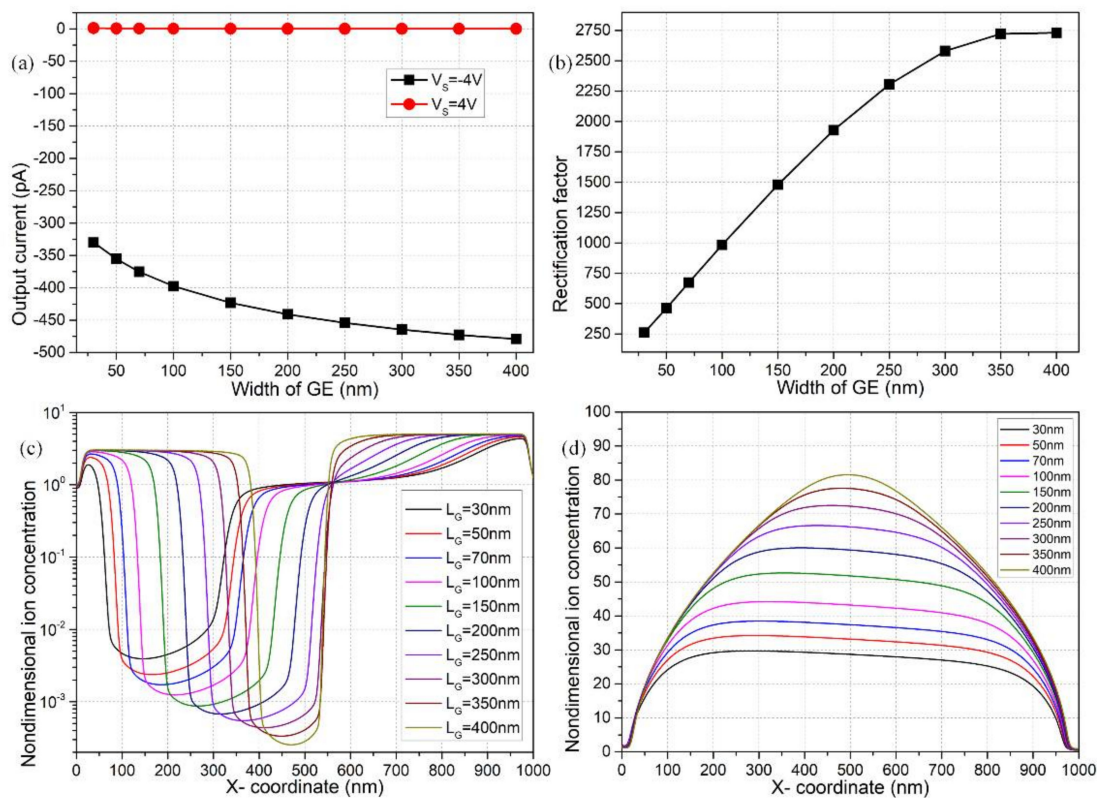 (a)
Output current (pA)
0
-50
-100
-150
-200
-250
-300
-350
-400
-450
-500
V_S=-4V
V_S=4V
50 100 150 200 250 300 350 400
Width of GE (nm)
(b)
Rectification factor
2750
2500
2250
2000
1750
1500
1250
1000
750
500
250
50 100 150 200 250 300 350 400
Width of GE (nm)
(c)
Nondimensional ion concentration
10^1
10^0
10^-1
10^-2
10^-3
L_G=30nm
L_G=50nm
L_G=70nm
L_G=100nm
L_G=150nm
L_G=200nm
L_G=250nm
L_G=300nm
L_G=350nm
L_G=400nm
0 100 200 300 400 500 600 700 800 900 1000
X- coordinate (nm)
(d)
Nondimensional ion concentration
100
90
80
70
60
50
40
30
20
10
0
30nm
50nm
70nm
100nm
150nm
200nm
250nm
300nm
350nm
400nm
0 100 200 300 400 500 600 700 800 900 1000
X- coordinate (nm)